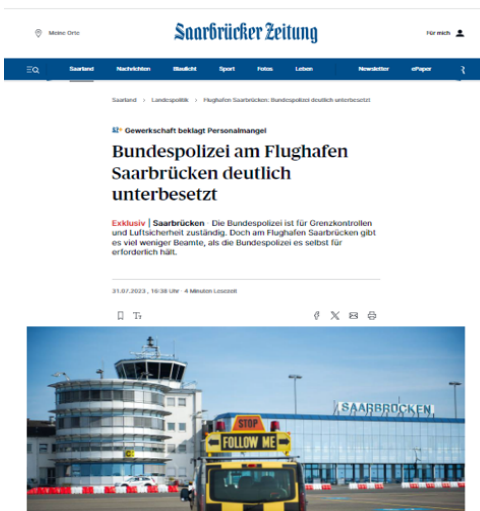 Meine Orte
Saarbrücker Zeitung
Für mich
Saarland Nachrichten Blaulicht Sport Fotos Leben Newsletter ePaper
Saarland > Landespolitik > Flughafen Saarbrücken: Bundespolizei deutlich unterbesetzt
Gewerkschaft beklagt Personalmangel
Bundespolizei am Flughafen
Saarbrücken deutlich
unterbesetzt
Exklusiv | Saarbrücken · Die Bundespolizei ist für Grenzkontrollen
und Luftsicherheit zuständig. Doch am Flughafen Saarbrücken gibt
es viel weniger Beamte, als die Bundespolizei es selbst für
erforderlich hält.
31.07.2023 , 16:38 Uhr · 4 Minuten Lesezeit
Tт
SAARBRÜCKEN
STOP
FOLLOW ME
C